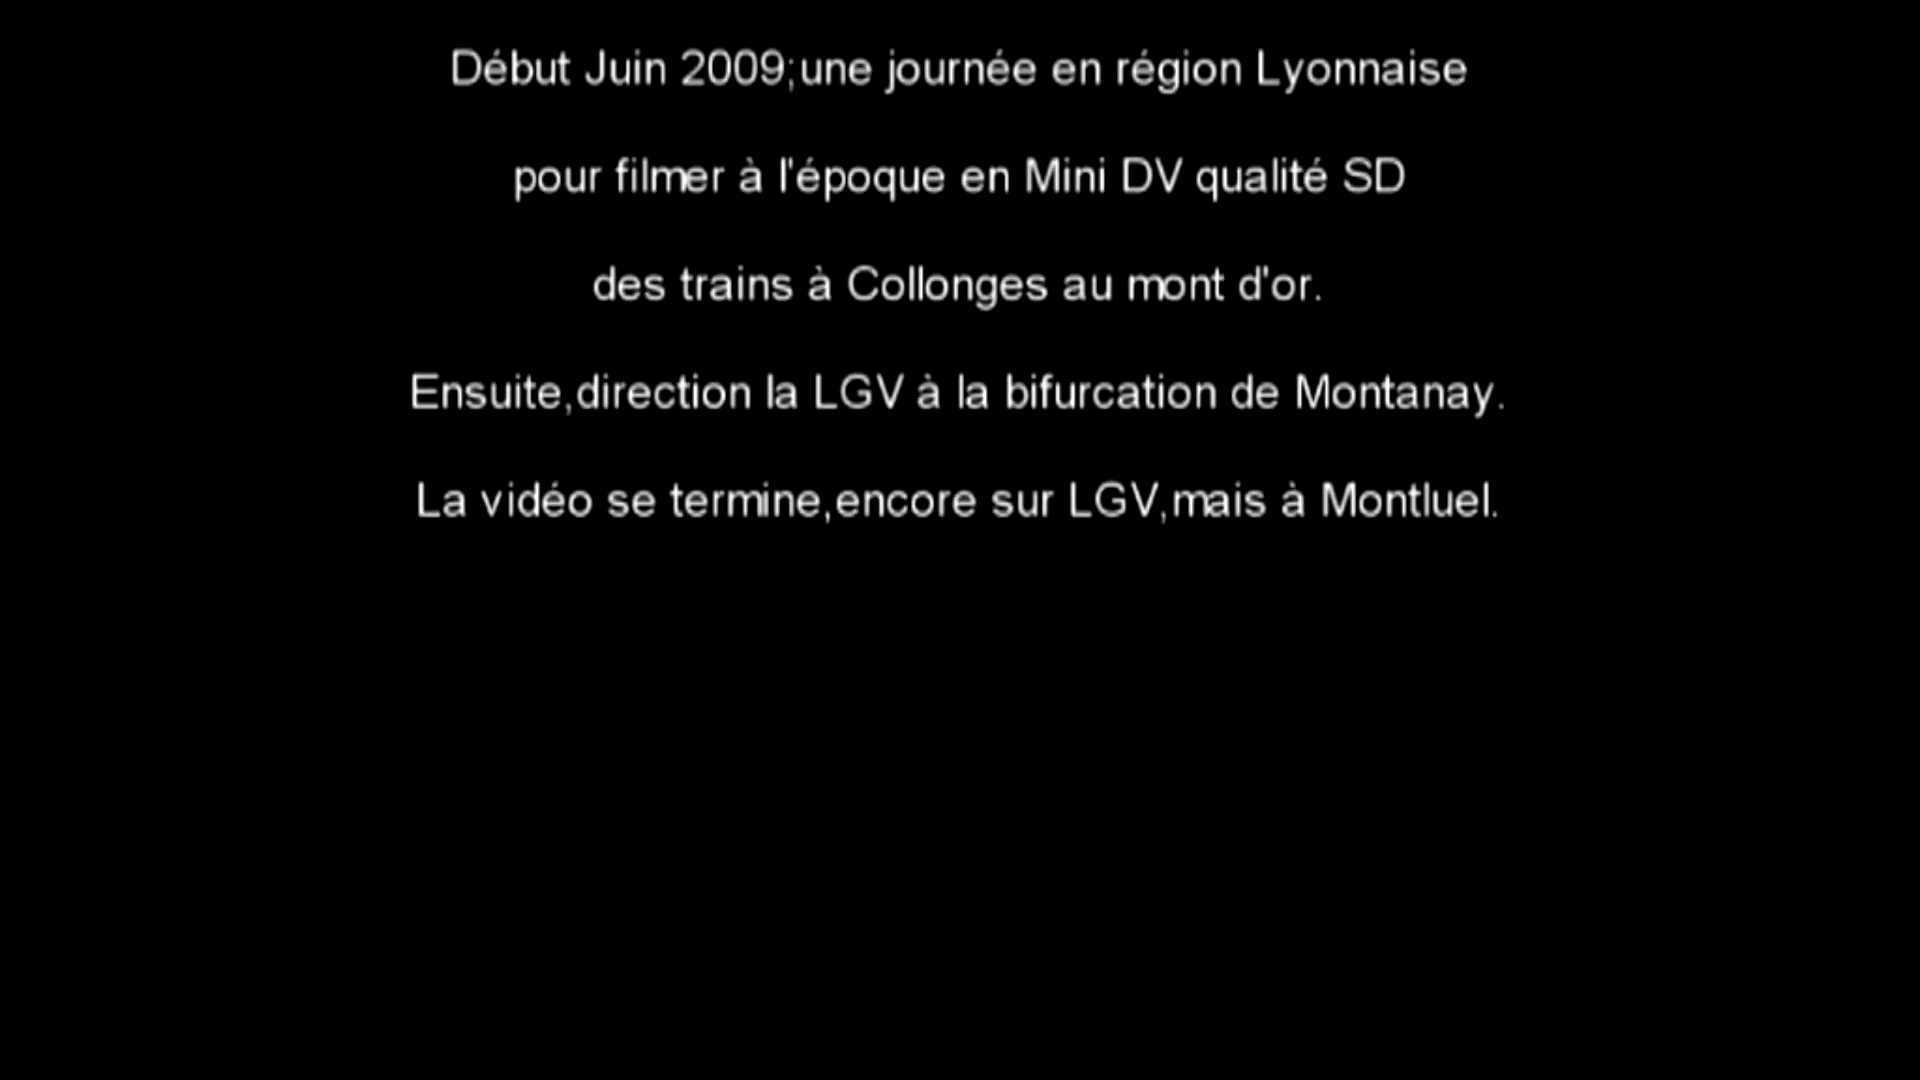 Début Juin 2009;une journée en région Lyonnaise
pour filmer à l'époque en Mini DV qualité SD
des trains à Collonges au mont d'or.
Ensuite,direction la LGV à la bifurcation de Montanay.
La vidéo se termine,encore sur LGV,mais à Montluel.